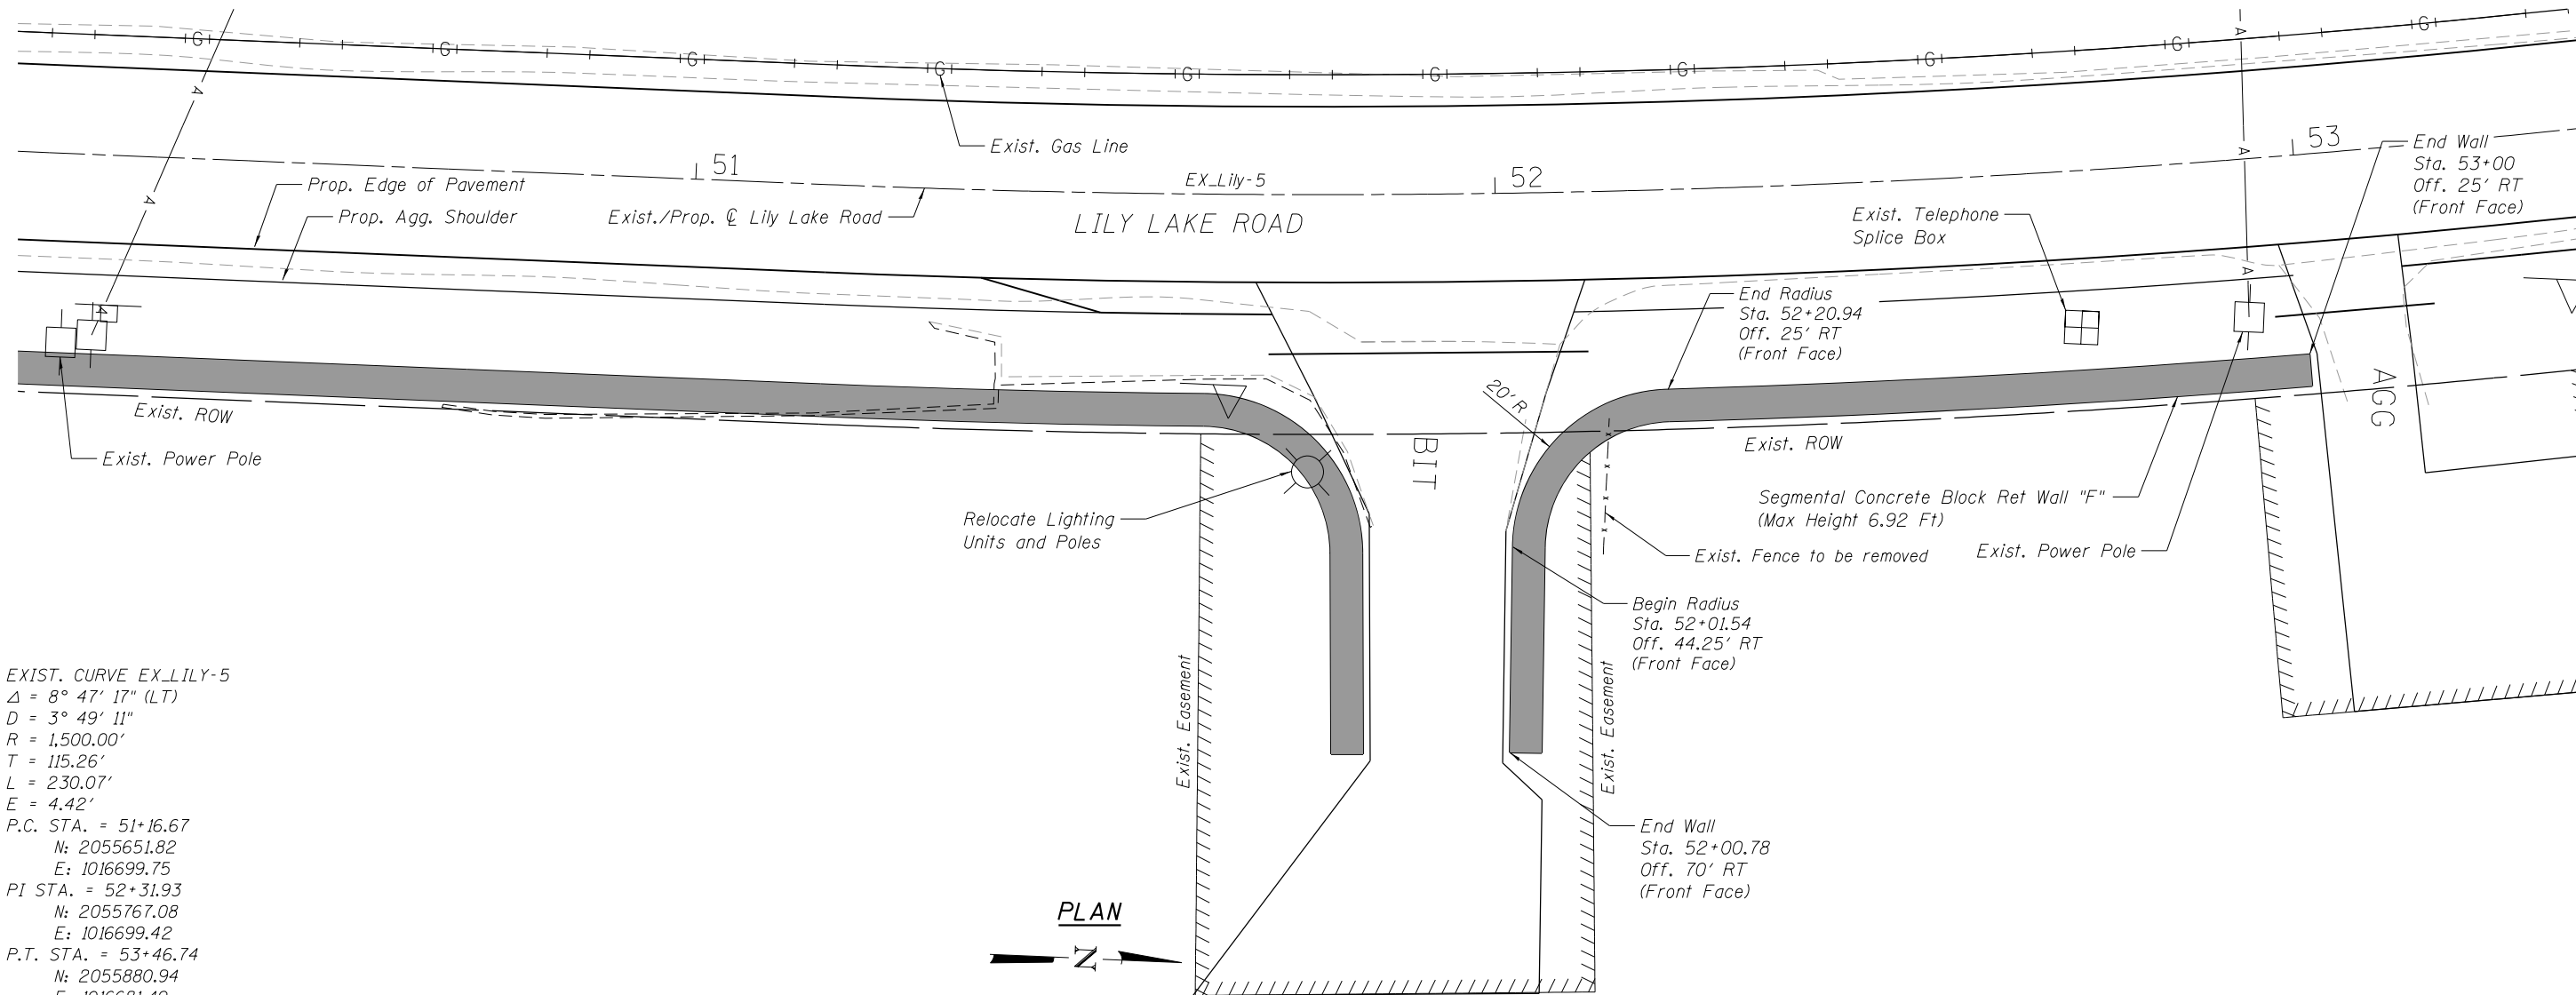 G G G G G G G G G G
A
A
A
A
A
A
A
Exist. Gas Line
51
52
53
EX_Lily-5
LILY LAKE ROAD
Prop. Edge of Pavement
Prop. Agg. Shoulder
Exist./Prop. ℄ Lily Lake Road
Exist. Telephone
Splice Box
End Wall
Sta. 53+00
Off. 25' RT
(Front Face)
End Radius
Sta. 52+20.94
Off. 25' RT
(Front Face)
20'R
Exist. ROW
Exist. Power Pole
BIT
AGG
Exist. ROW
Segmental Concrete Block Ret Wall "F"
(Max Height 6.92 Ft)
Exist. Fence to be removed
Exist. Power Pole
Relocate Lighting
Units and Poles
Begin Radius
Sta. 52+01.54
Off. 44.25' RT
(Front Face)
Exist. Easement
Exist. Easement
End Wall
Sta. 52+00.78
Off. 70' RT
(Front Face)
EXIST. CURVE EX_LILY-5
Δ = 8° 47' 17" (LT)
D = 3° 49' 11"
R = 1,500.00'
T = 115.26'
L = 230.07'
E = 4.42'
P.C. STA. = 51+16.67
N: 2055651.82
E: 1016699.75
PI STA. = 52+31.93
N: 2055767.08
E: 1016699.42
P.T. STA. = 53+46.74
N: 2055880.94
PLAN
N